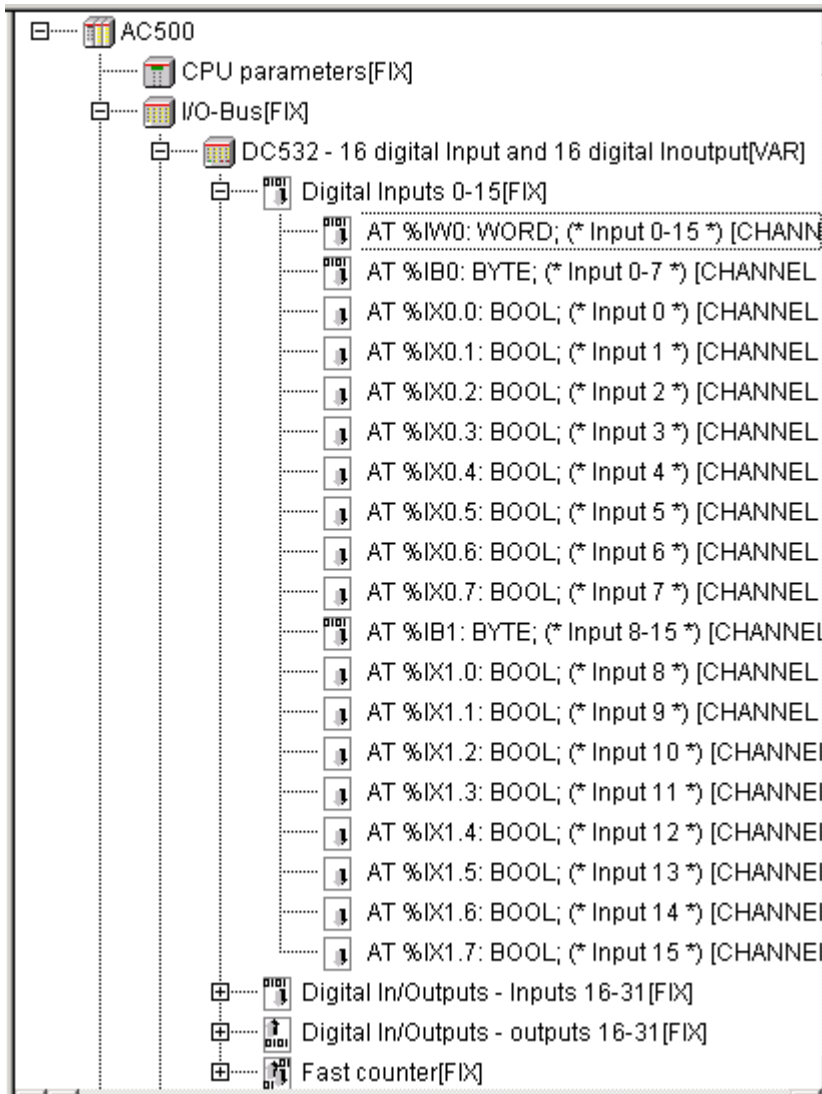 AC500
CPU parameters[FIX]
I/O-Bus[FIX]
DC532 - 16 digital Input and 16 digital Inoutput[VAR]
Digital Inputs 0-15[FIX]
AT %IW0: WORD; (* Input 0-15 *) [CHANN
AT %IB0: BYTE; (* Input 0-7 *) [CHANNEL
AT %IX0.0: BOOL; (* Input 0 *) [CHANNEL
AT %IX0.1: BOOL; (* Input 1 *) [CHANNEL
AT %IX0.2: BOOL; (* Input 2 *) [CHANNEL
AT %IX0.3: BOOL; (* Input 3 *) [CHANNEL
AT %IX0.4: BOOL; (* Input 4 *) [CHANNEL
AT %IX0.5: BOOL; (* Input 5 *) [CHANNEL
AT %IX0.6: BOOL; (* Input 6 *) [CHANNEL
AT %IX0.7: BOOL; (* Input 7 *) [CHANNEL
AT %IB1: BYTE; (* Input 8-15 *) [CHANNEL
AT %IX1.0: BOOL; (* Input 8 *) [CHANNEL
AT %IX1.1: BOOL; (* Input 9 *) [CHANNEL
AT %IX1.2: BOOL; (* Input 10 *) [CHANNE
AT %IX1.3: BOOL; (* Input 11 *) [CHANNE
AT %IX1.4: BOOL; (* Input 12 *) [CHANNE
AT %IX1.5: BOOL; (* Input 13 *) [CHANNE
AT %IX1.6: BOOL; (* Input 14 *) [CHANNE
AT %IX1.7: BOOL; (* Input 15 *) [CHANNE
Digital In/Outputs - Inputs 16-31[FIX]
Digital In/Outputs - outputs 16-31[FIX]
Fast counter[FIX]